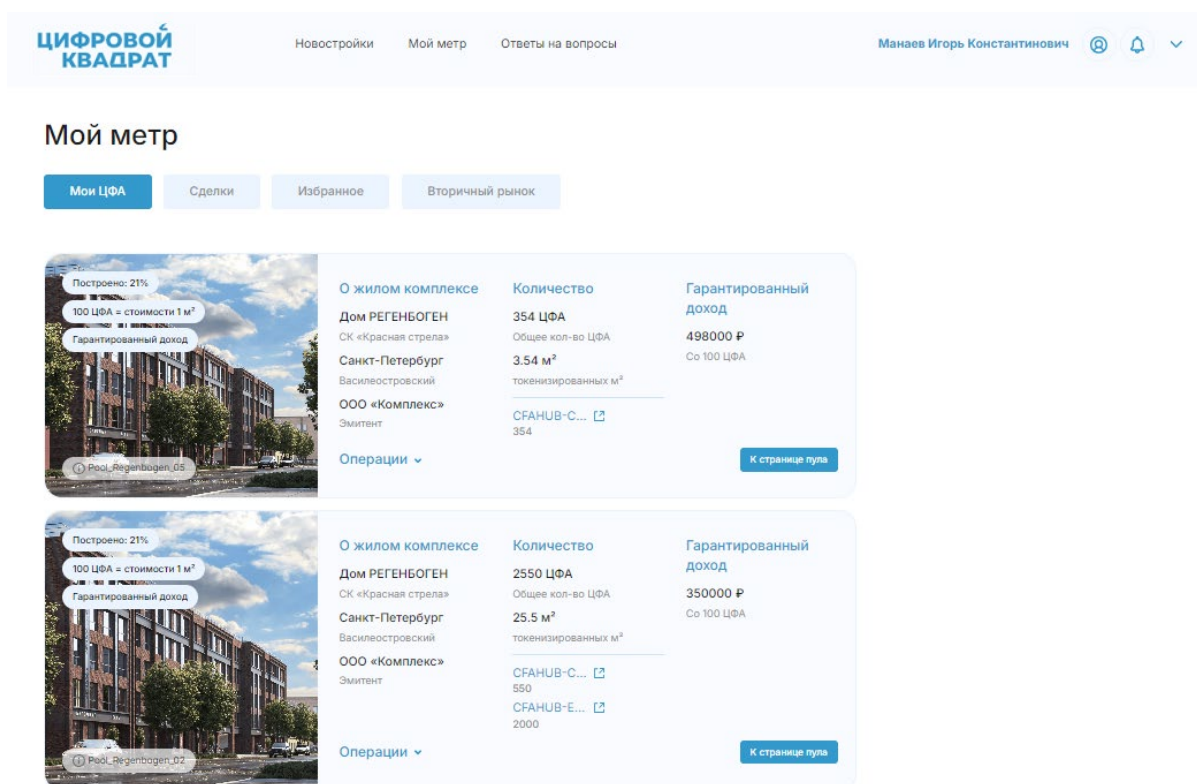 ЦИФРОВОЙ
КВАДРАТ
Новостройки
Мой метр
Ответы на вопросы
Манаев Игорь Константинович
Мой метр
Мои ЦФА
Сделки
Избранное
Вторичный рынок
Построено: 21%
100 ЦФА = стоимости 1 м²
Гарантированный доход
Pool_Regenbogen_05
О жилом комплексе
Дом РЕГЕНБОГЕН
СК «Красная стрела»
Санкт-Петербург
Василеостровский
ООО «Комплекс»
Эмитент
Операции
Количество
354 ЦФА
Общее кол-во ЦФА
3.54 м²
токенизированных м²
CFAHUB-C...
354
Гарантированный
доход
498000 ₽
Со 100 ЦФА
К странице пула
Построено: 21%
100 ЦФА = стоимости 1 м²
Гарантированный доход
Pool_Regenbogen_02
О жилом комплексе
Дом РЕГЕНБОГЕН
СК «Красная стрела»
Санкт-Петербург
Василеостровский
ООО «Комплекс»
Эмитент
Операции
Количество
2550 ЦФА
Общее кол-во ЦФА
25.5 м²
токенизированных м²
CFAHUB-C...
550
CFAHUB-E...
2000
Гарантированный
доход
350000 ₽
Со 100 ЦФА
К странице пула